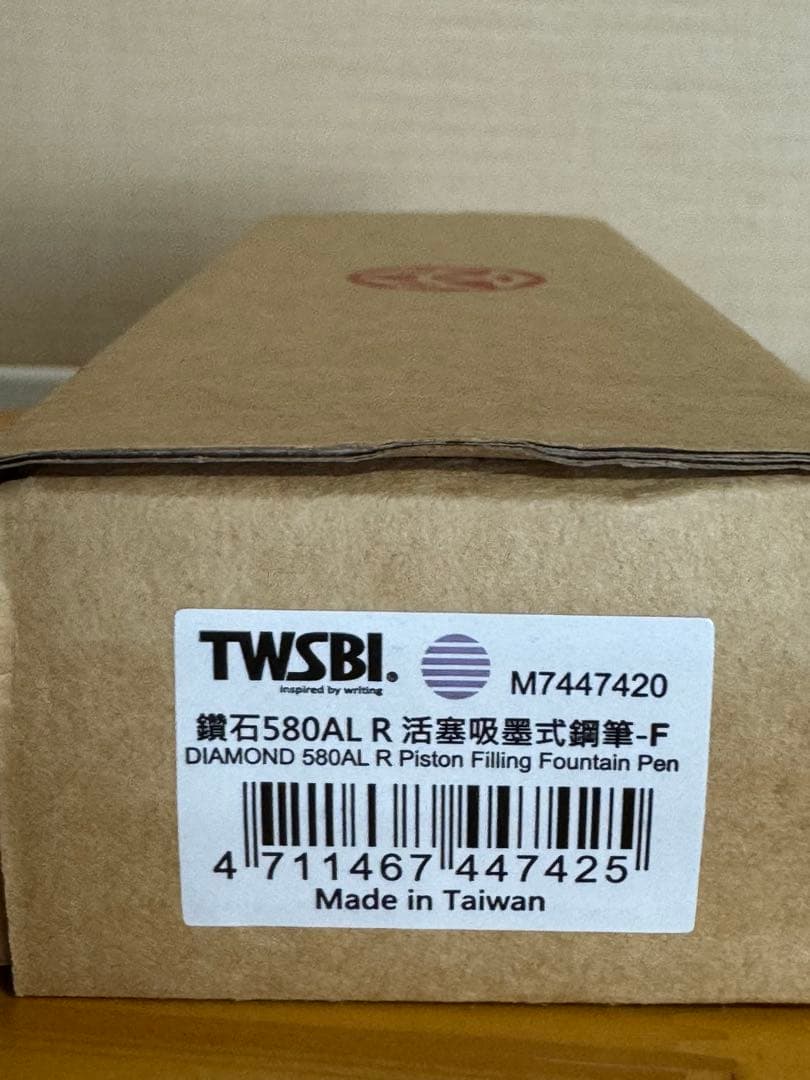 TWSBI®
inspired by writing
M7447420
鑽石580AL R 活塞吸墨式鋼筆-F
DIAMOND 580AL R Piston Filling Fountain Pen
4 711467 447425
Made in Taiwan